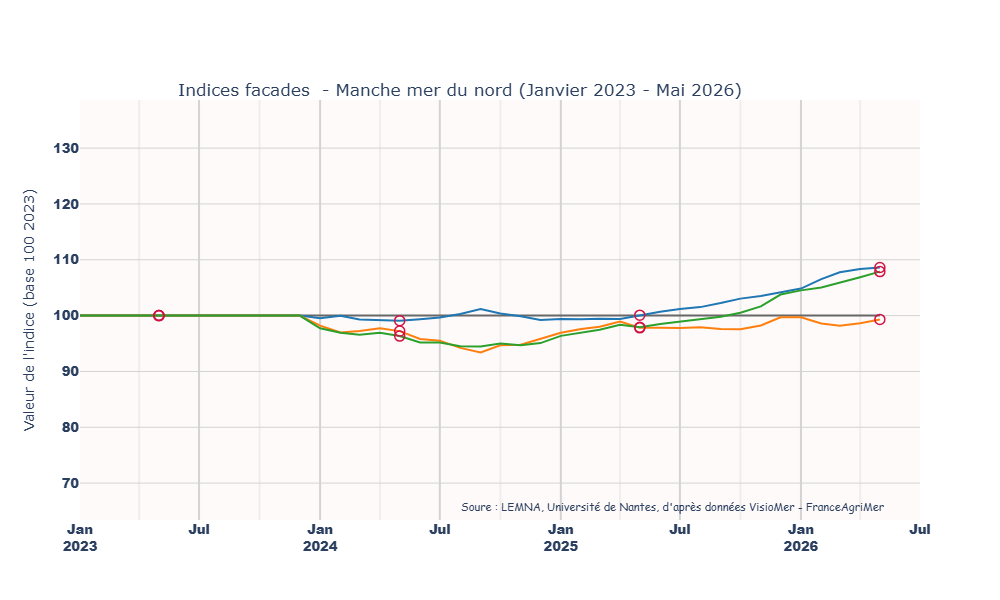 Indices facades - Manche mer du nord (Janvier 2023 - Mai 2026)
Valeur de l'indice (base 100 2023)
130
120
110
100
90
80
70
Soure : LEMNA, Université de Nantes, d'après données VisioMer - FranceAgriMer
Jan Jul Jan Jul Jan Jul Jan Jul
2023 2024 2025 2026